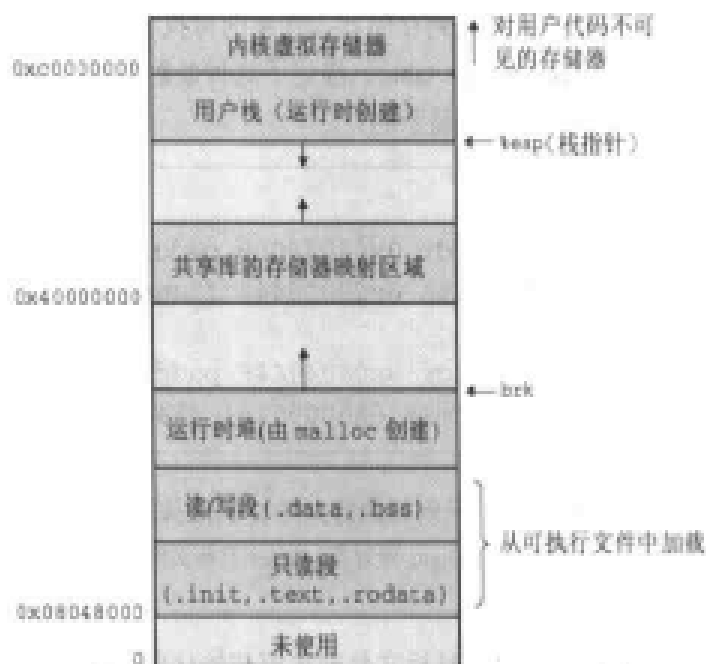 内核虚拟存储器
对用户代码不可
见的存储器
0xc0000000
用户栈（运行时创建）
%esp(栈指针)
共享库的存储器映射区域
0x40000000
brk
运行时堆(由 malloc 创建)
读/写段(.data,.bss)
从可执行文件中加载
只读段
(.init,.text,.rodata)
0x08048000
未使用
0